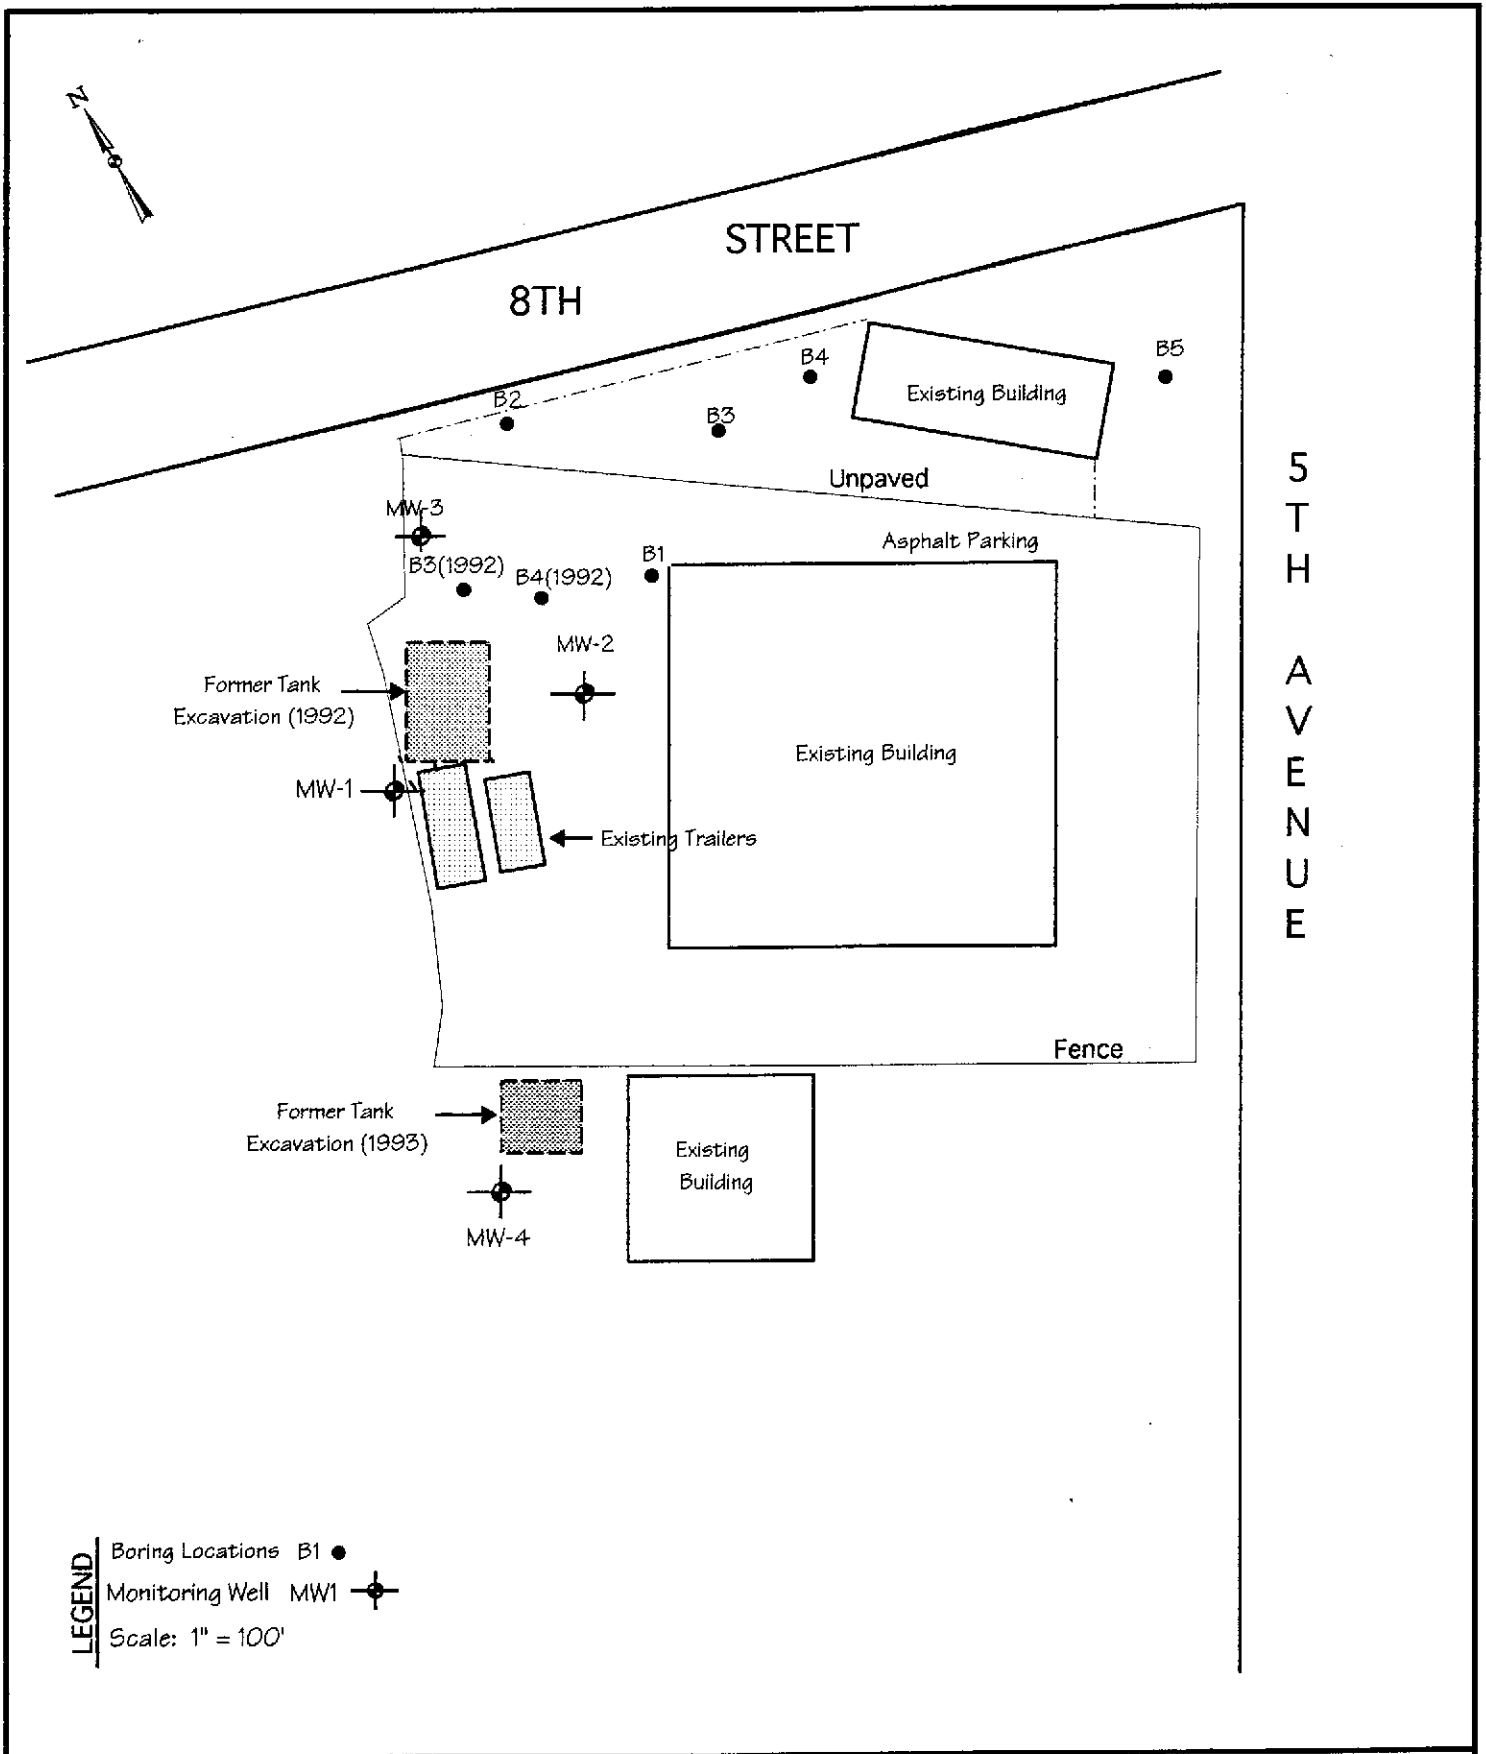 N
STREET
8TH
B4
B5
Existing Building
B2
B3
Unpaved
5TH AVENUE
MW-3
Asphalt Parking
B1
B3(1992)
B4(1992)
MW-2
Former Tank
Excavation (1992)
Existing Building
MW-1
Existing Trailers
Fence
Former Tank
Excavation (1993)
Existing
Building
MW-4
LEGEND
Boring Locations B1
Monitoring Well MW1
Scale: 1" = 100'